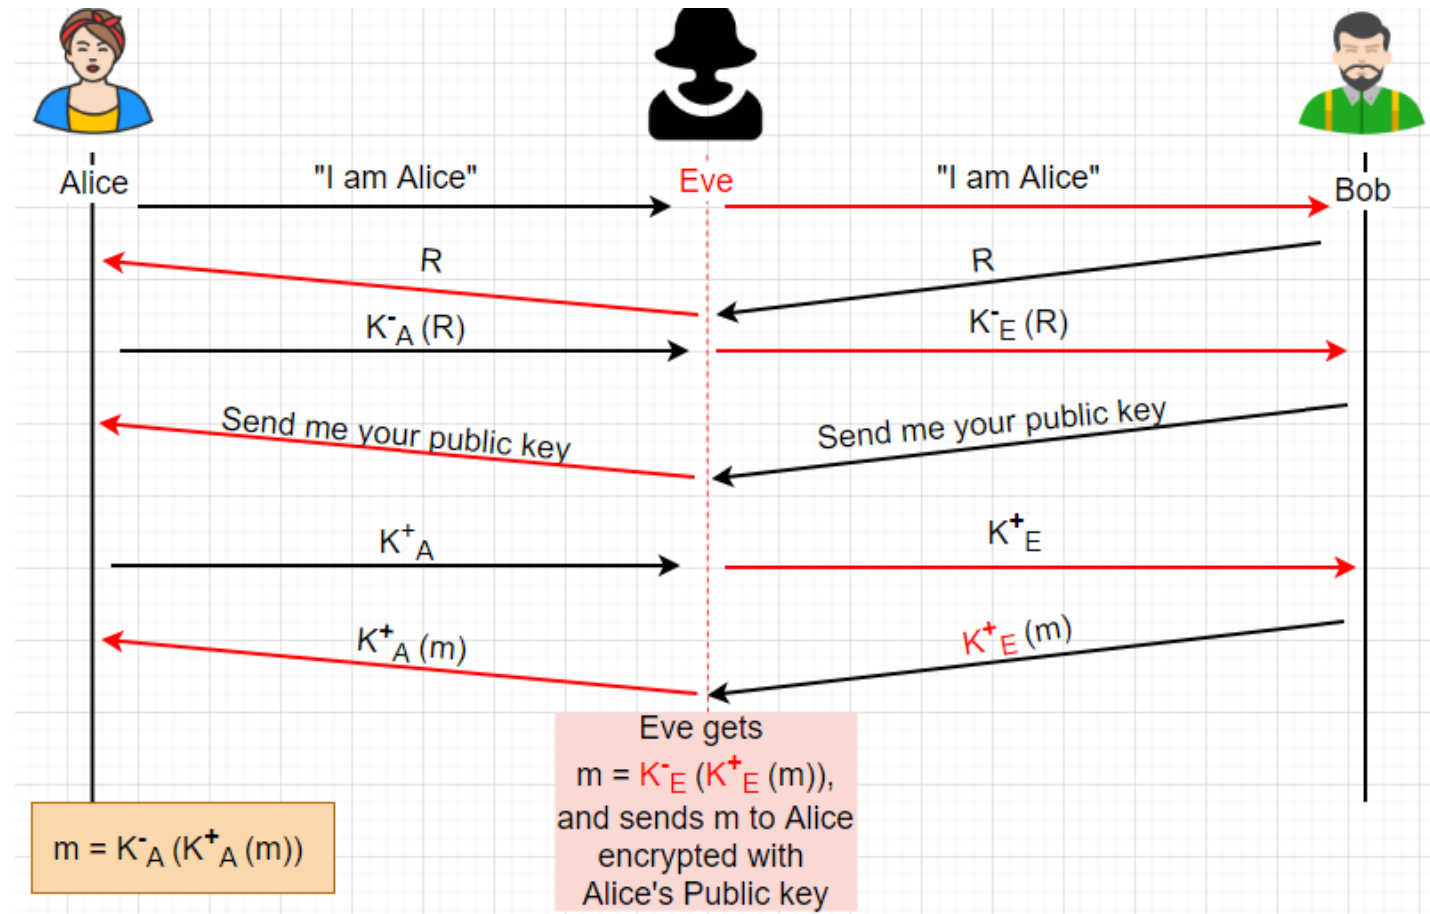 Alice
"I am Alice"
Eve
"I am Alice"
Bob
R
R
K⁻A (R)
K⁻E (R)
Send me your public key
Send me your public key
K⁺A
K⁺E
K⁺A (m)
K⁺E (m)
Eve gets
m = K⁻E (K⁺E (m)),
and sends m to Alice
encrypted with
Alice's Public key
m = K⁻A (K⁺A (m))